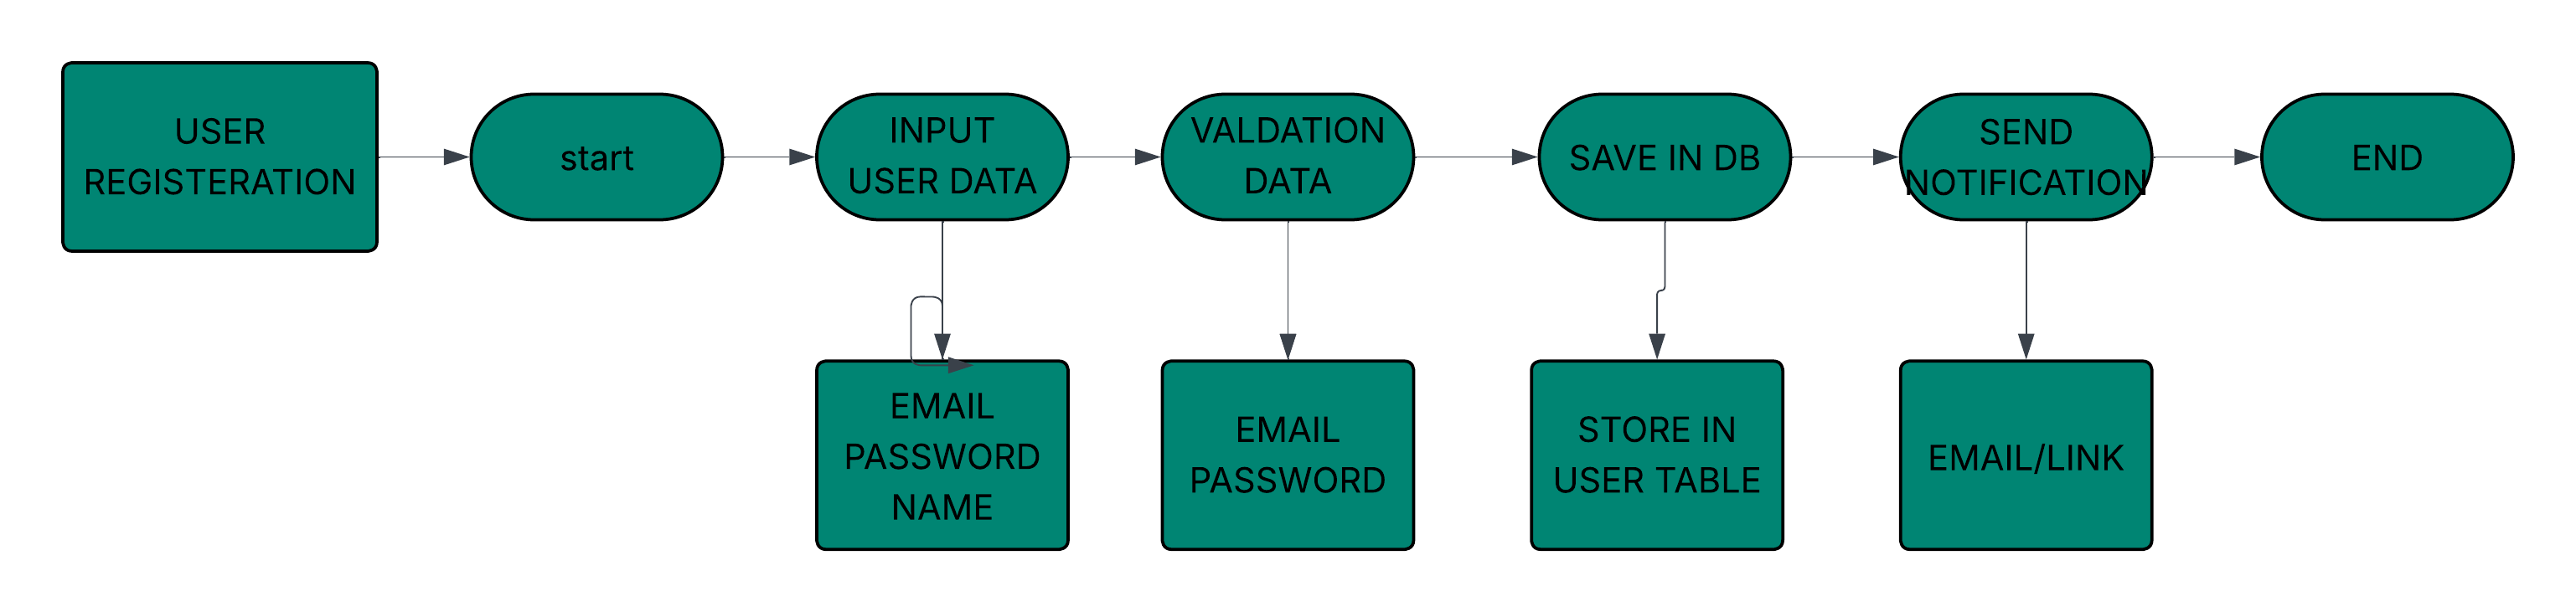 USER
REGISTERATION
start
INPUT
USER DATA
VALDATION
DATA
SAVE IN DB
SEND
NOTIFICATION
END
EMAIL
PASSWORD
NAME
EMAIL
PASSWORD
STORE IN
USER TABLE
EMAIL/LINK